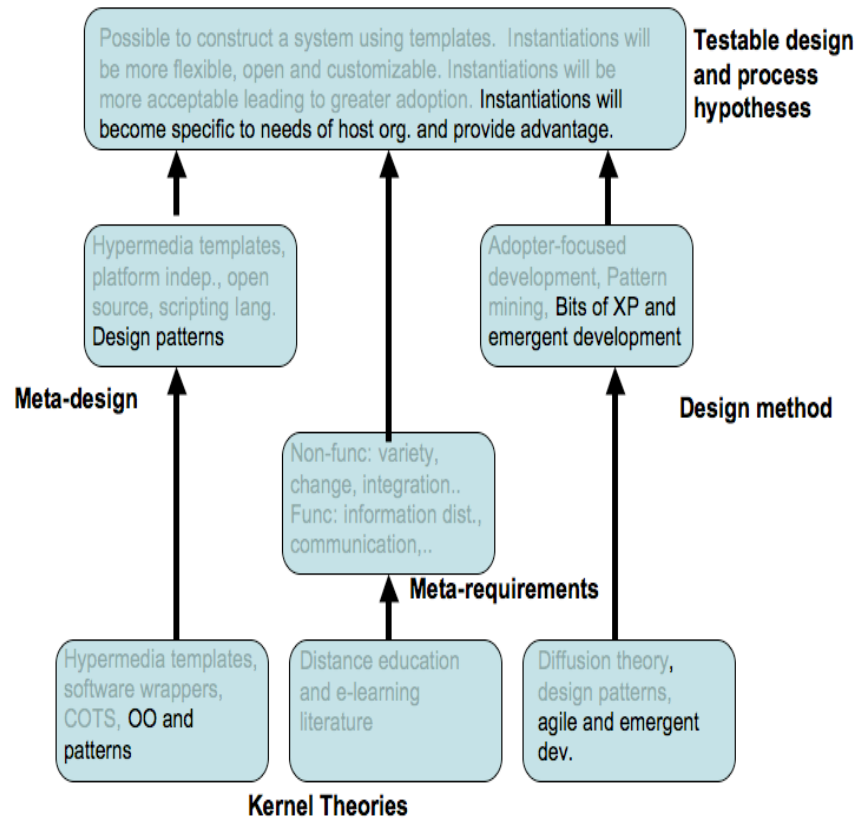 Possible to construct a system using templates.  Instantiations will
be more flexible, open and customizable. Instantiations will be
more acceptable leading to greater adoption. Instantiations will
become specific to needs of host org. and provide advantage.
Testable design
and process
hypotheses
Hypermedia templates,
platform indep., open
source, scripting lang.
Design patterns
Adopter-focused
development, Pattern
mining, Bits of XP and
emergent development
Meta-design
Design method
Non-func: variety,
change, integration..
Func: information dist.,
communication,..
Meta-requirements
Hypermedia templates,
software wrappers,
COTS, OO and
patterns
Distance education
and e-learning
literature
Diffusion theory,
design patterns,
agile and emergent
dev.
Kernel Theories